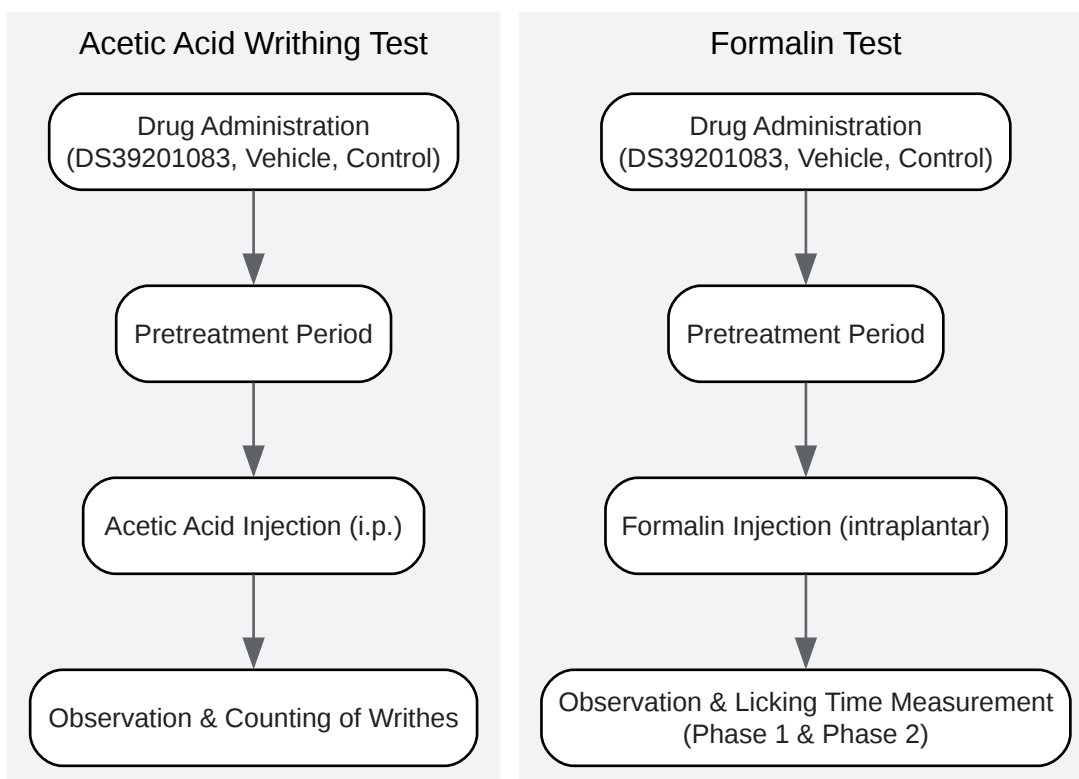 Acetic Acid Writhing Test
Drug Administration
(DS39201083, Vehicle, Control)
Pretreatment Period
Acetic Acid Injection (i.p.)
Observation & Counting of Writhes
Formalin Test
Drug Administration
(DS39201083, Vehicle, Control)
Pretreatment Period
Formalin Injection (intraplantar)
Observation & Licking Time Measurement
(Phase 1 & Phase 2)